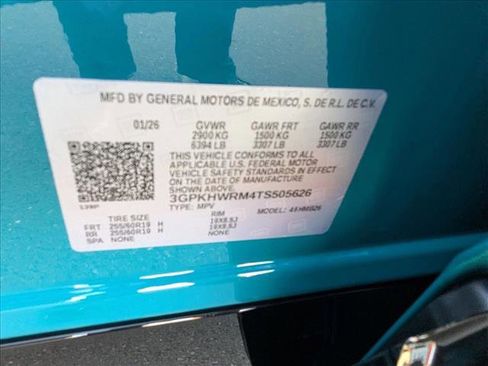 MFD BY GENERAL MOTORS DE MEXICO, S. DE R.L. DE C.V.
01/26 GVWR GAWR FRT GAWR RR
2900 KG 1500 KG 1500 KG
6394 LB 3307 LB 3307 LB
THIS VEHICLE CONFORMS TO ALL
APPLICABLE U.S. FEDERAL MOTOR
VEHICLE SAFETY STANDARDS IN EFFECT
ON THE DATE OF MANUFACTURE
SHOWN ABOVE.
3GPKHWRM4TS505626
TYPE: MPV MODEL:
TIRE SIZE RIM
FRT 255/60R19 H 19X8.5J
RR 255/60R19 H 19X8.5J
SPA NONE NONE